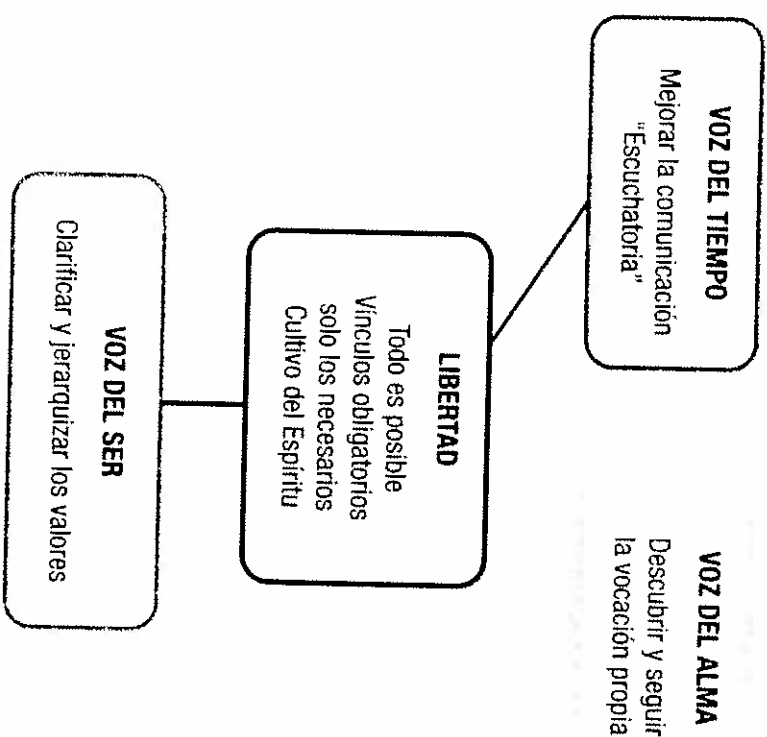 VOZ DEL TIEMPO
Mejorar la comunicación
“Escuchatoria”
VOZ DEL ALMA
Descubrir y seguir
la vocación propia
LIBERTAD
Todo es posible
Vínculos obligatorios
solo los necesarios
Cultivo del Espíritu
VOZ DEL SER
Clarificar y jerarquizar los valores